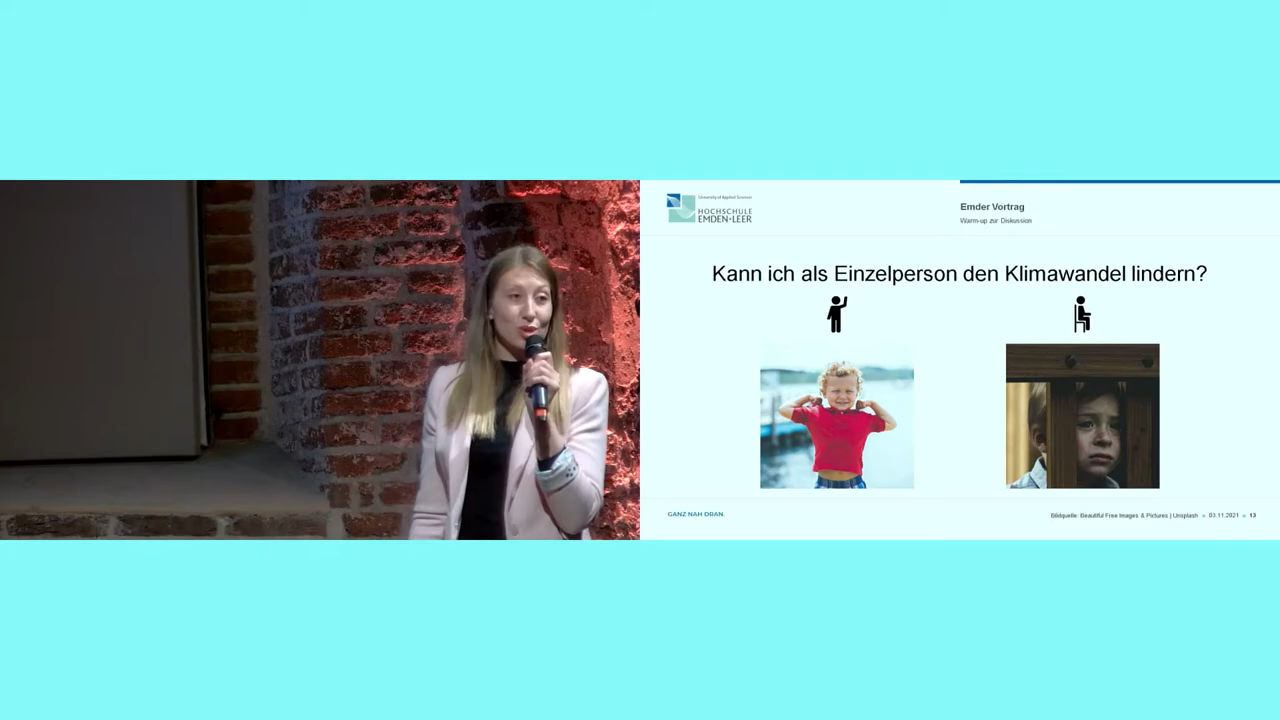 University of Applied Sciences
HOCHSCHULE
EMDEN·LEER
Emder Vortrag
Warm-up zur Diskussion
Kann ich als Einzelperson den Klimawandel lindern?
GANZ NAH DRAN.
Bildquelle: Beautiful Free Images & Pictures | Unsplash 03.11.2021 13